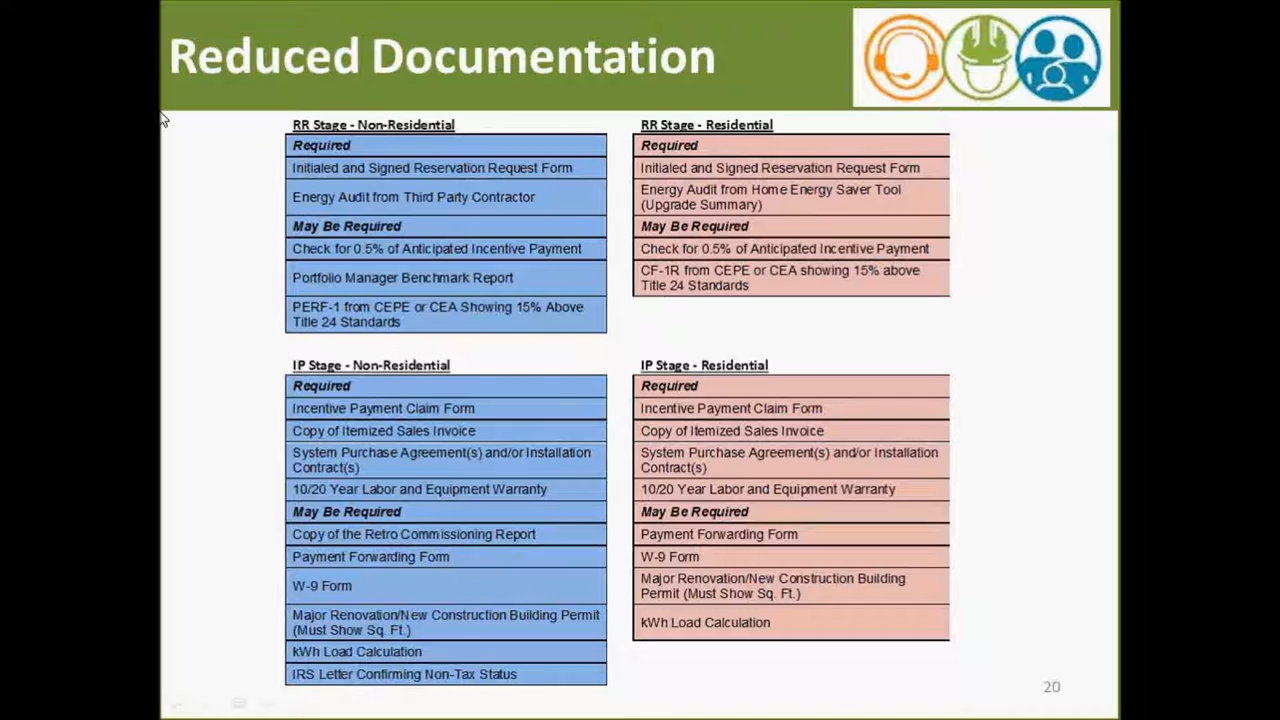 Reduced Documentation
RR Stage - Non-Residential
Required
Initialed and Signed Reservation Request Form
Energy Audit from Third Party Contractor
May Be Required
Check for 0.5% of Anticipated Incentive Payment
Portfolio Manager Benchmark Report
PERF-1 from CEPE or CEA Showing 15% Above
Title 24 Standards
RR Stage - Residential
Required
Initialed and Signed Reservation Request Form
Energy Audit from Home Energy Saver Tool
(Upgrade Summary)
May Be Required
Check for 0.5% of Anticipated Incentive Payment
CF-1R from CEPE or CEA showing 15% above
Title 24 Standards
IP Stage - Non-Residential
Required
Incentive Payment Claim Form
Copy of Itemized Sales Invoice
System Purchase Agreement(s) and/or Installation
Contract(s)
10/20 Year Labor and Equipment Warranty
May Be Required
Copy of the Retro Commissioning Report
Payment Forwarding Form
W-9 Form
Major Renovation/New Construction Building Permit
(Must Show Sq. Ft.)
kWh Load Calculation
IRS Letter Confirming Non-Tax Status
IP Stage - Residential
Required
Incentive Payment Claim Form
Copy of Itemized Sales Invoice
System Purchase Agreement(s) and/or Installation
Contract(s)
10/20 Year Labor and Equipment Warranty
May Be Required
Payment Forwarding Form
W-9 Form
Major Renovation/New Construction Building
Permit (Must Show Sq. Ft.)
kWh Load Calculation
20